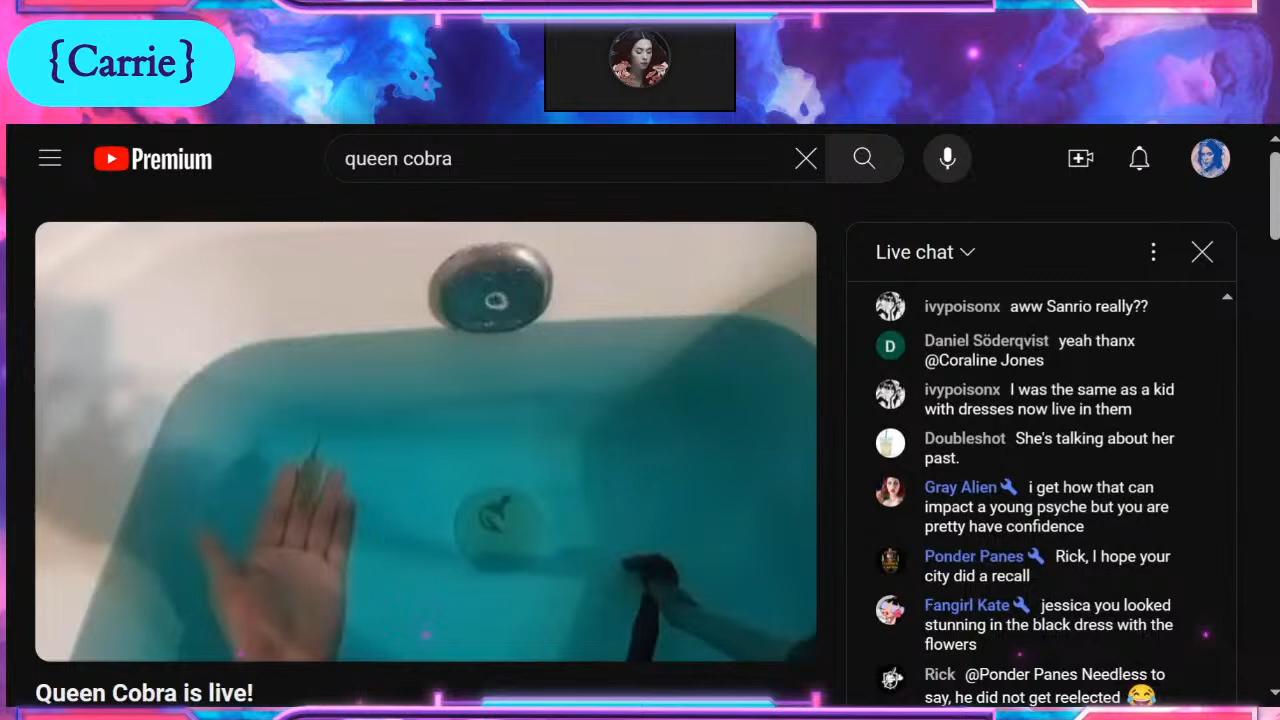 {Carrie}
Premium
queen cobra
Live chat
ivypoisonx aww Sanrio really??
Daniel Söderqvist yeah thanx
@Coraline Jones
ivypoisonx I was the same as a kid
with dresses now live in them
D
Doubleshot She's talking about her
past.
Gray Alien i get how that can
impact a young psyche but you are
pretty have confidence
Ponder Panes Rick, I hope your
city did a recall
Fangirl Kate jessica you looked
stunning in the black dress with the
flowers
Rick @Ponder Panes Needless to
say, he did not get reelected 😂
Queen Cobra is live!